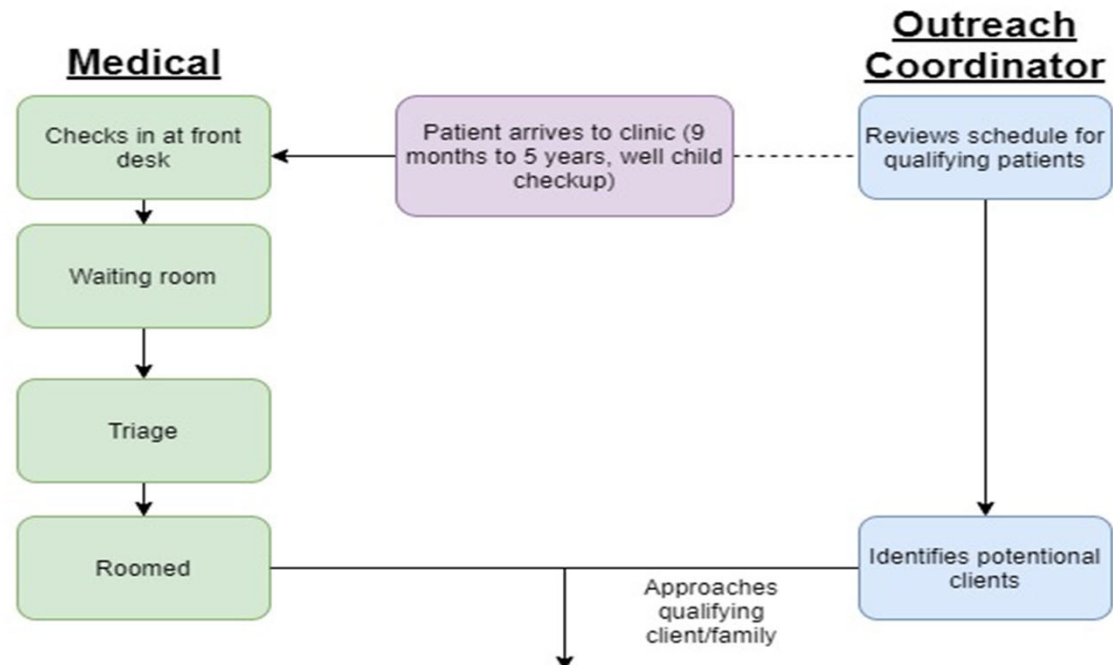 Medical
Outreach
Coordinator
Checks in at front
desk
Patient arrives to clinic (9
months to 5 years, well child
checkup)
Reviews schedule for
qualifying patients
Waiting room
Triage
Roomed
Approaches
qualifying
client/family
Identifies potentional
clients